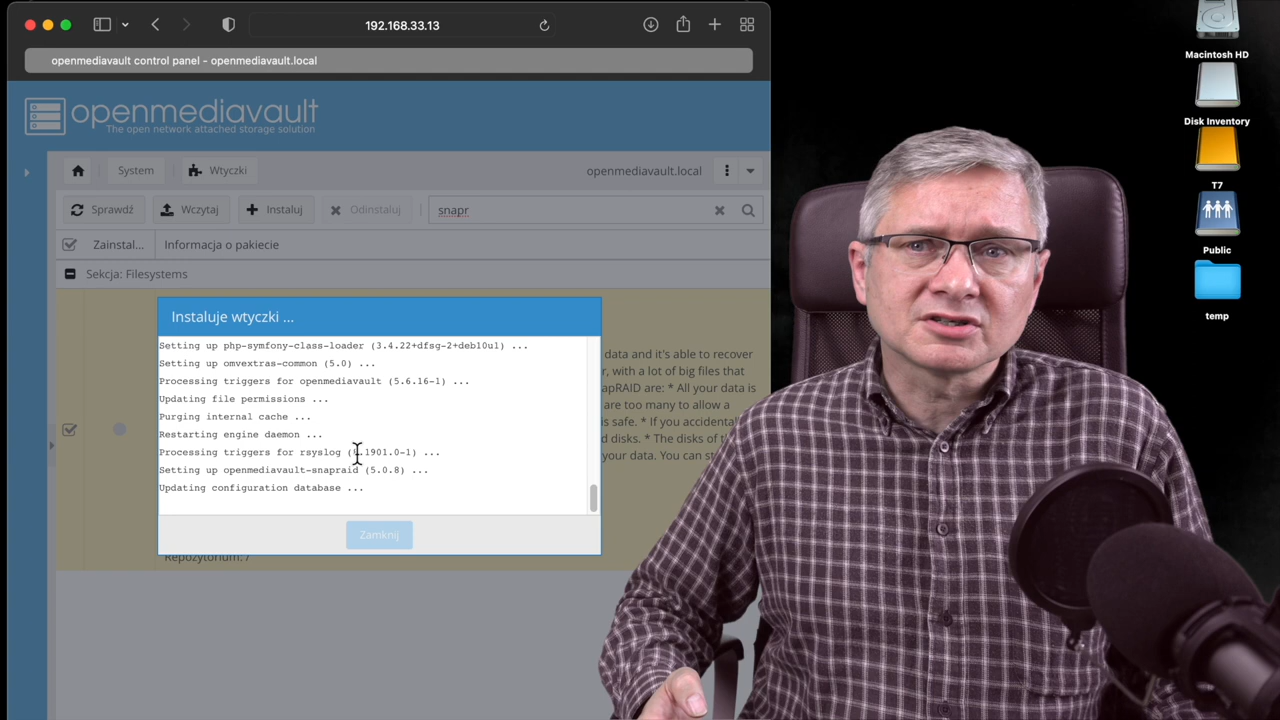 192.168.33.13
openmediavault control panel – openmediavault.local
openmediavault
The open network attached storage solution
System
Wtyczki
openmediavault.local
Sprawdź
Wczytaj
Instaluj
Odinstaluj
snapr
Zainstal...
Informacja o pakiecie
Sekcja: Filesystems
Instaluje wtyczki ...
Setting up php-symfony-class-loader (3.4.22+dfsg-2+deb10u1) ...
Setting up omvextras-common (5.0) ...
Processing triggers for openmediavault (5.6.16-1) ...
Updating file permissions ...
Purging internal cache ...
Restarting engine daemon ...
Processing triggers for rsyslog ( .1901.0-1) ...
Setting up openmediavault-snapraid (5.0.8) ...
Updating configuration database ...
Zamknij
data and it's able to recover
, with a lot of big files that
apRAID are: * All your data is
are too many to allow a
is safe. * If you accidental
d disks. * The disks of
your data. You can st
Macintosh HD
Disk Inventory
T7
Public
temp